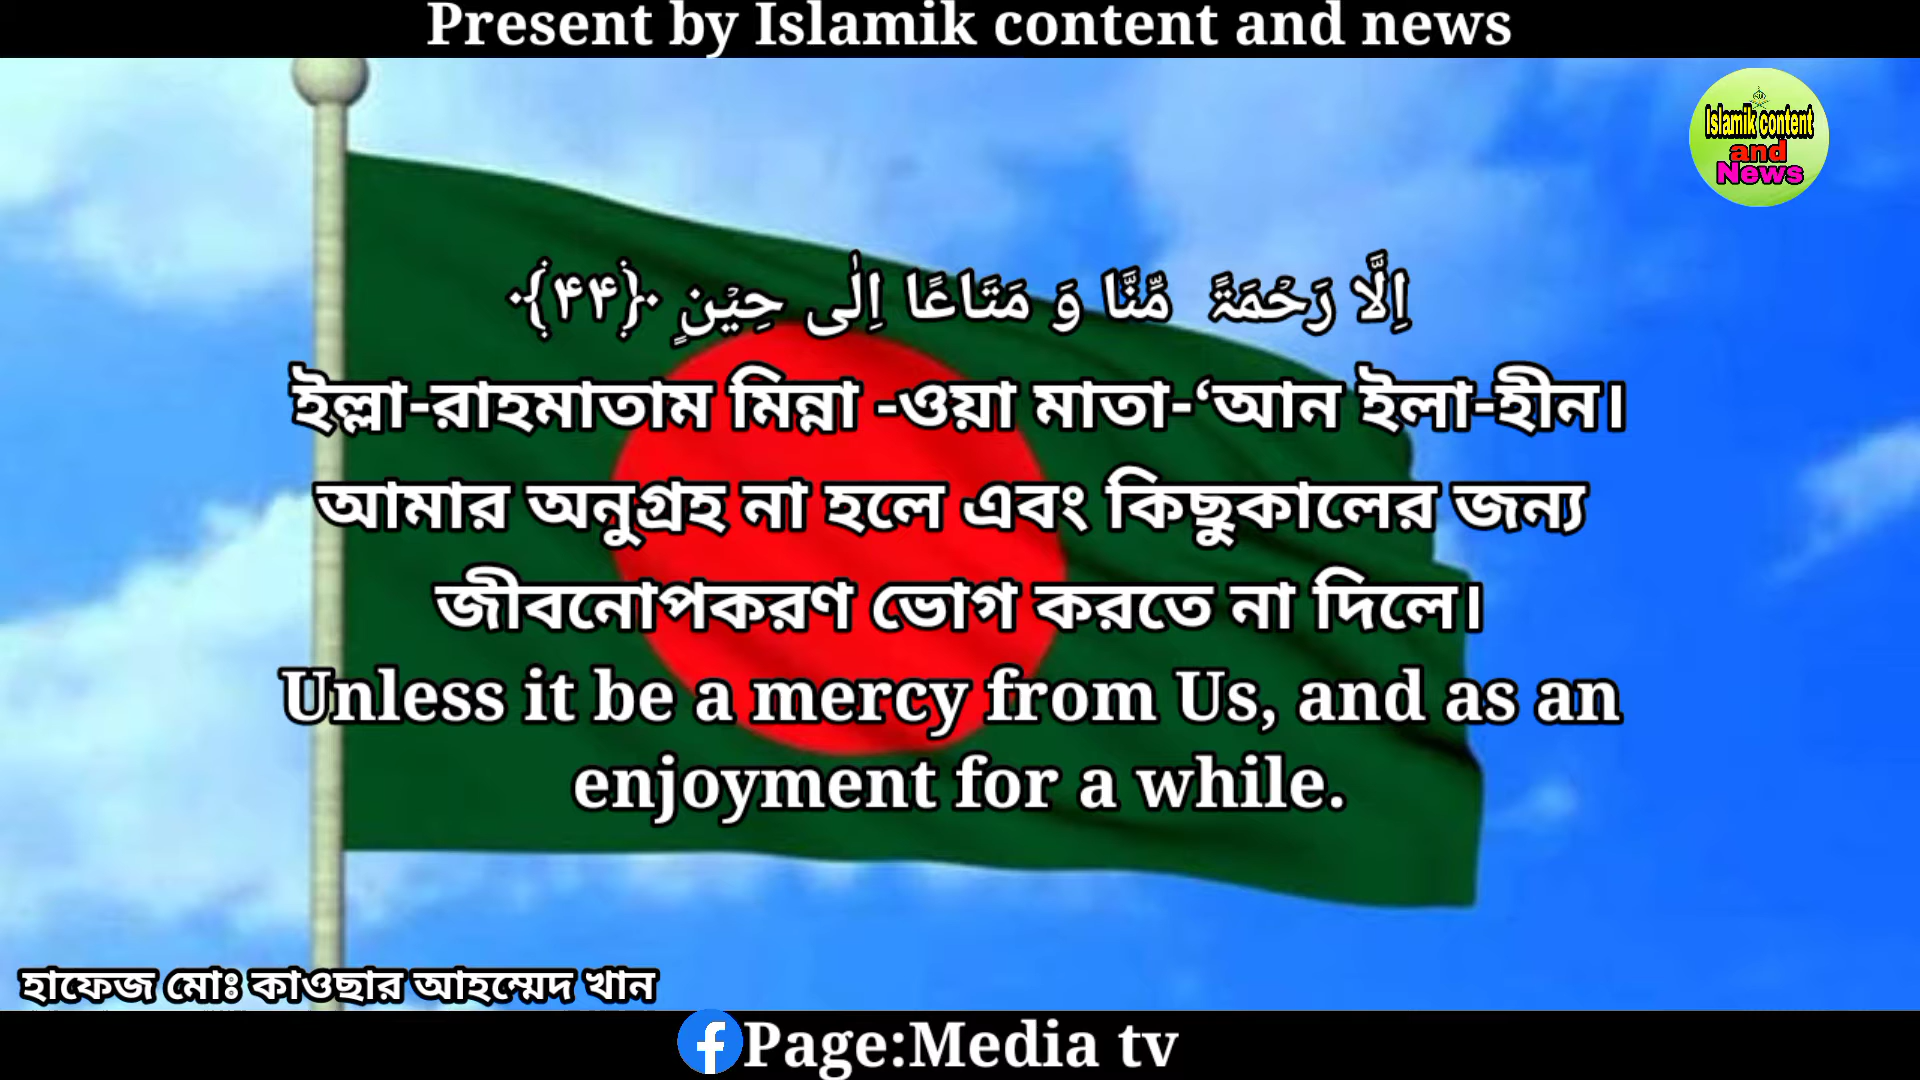 Present by Islamik content and news
Islamik content
and
News
اِلَّا رَحۡمَۃً مِّنَّا وَ مَتَاعًا اِلٰی حِیۡنٍ ﴿۴۴﴾
ইল্লা-রাহমাতাম মিন্না -ওয়া মাতা-‘আন ইলা-হীন।
আমার অনুগ্রহ না হলে এবং কিছুকালের জন্য
জীবনোপকরণ ভোগ করতে না দিলে।
Unless it be a mercy from Us, and as an
enjoyment for a while.
হাফেজ মোঃ কাওছার আহম্মেদ খান
Page:Media tv